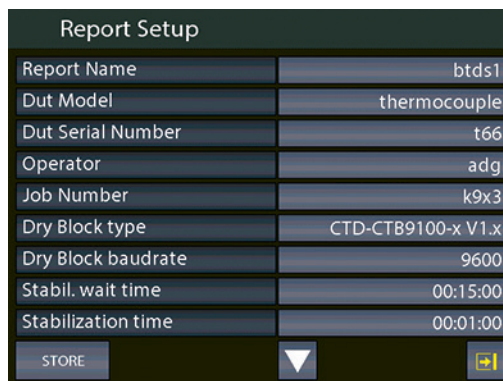 Report Setup
Report Name btds1
Dut Model thermocouple
Dut Serial Number t66
Operator adg
Job Number k9x3
Dry Block type CTD-CTB9100-x V1.x
Dry Block baudrate 9600
Stabil. wait time 00:15:00
Stabilization time 00:01:00
STORE